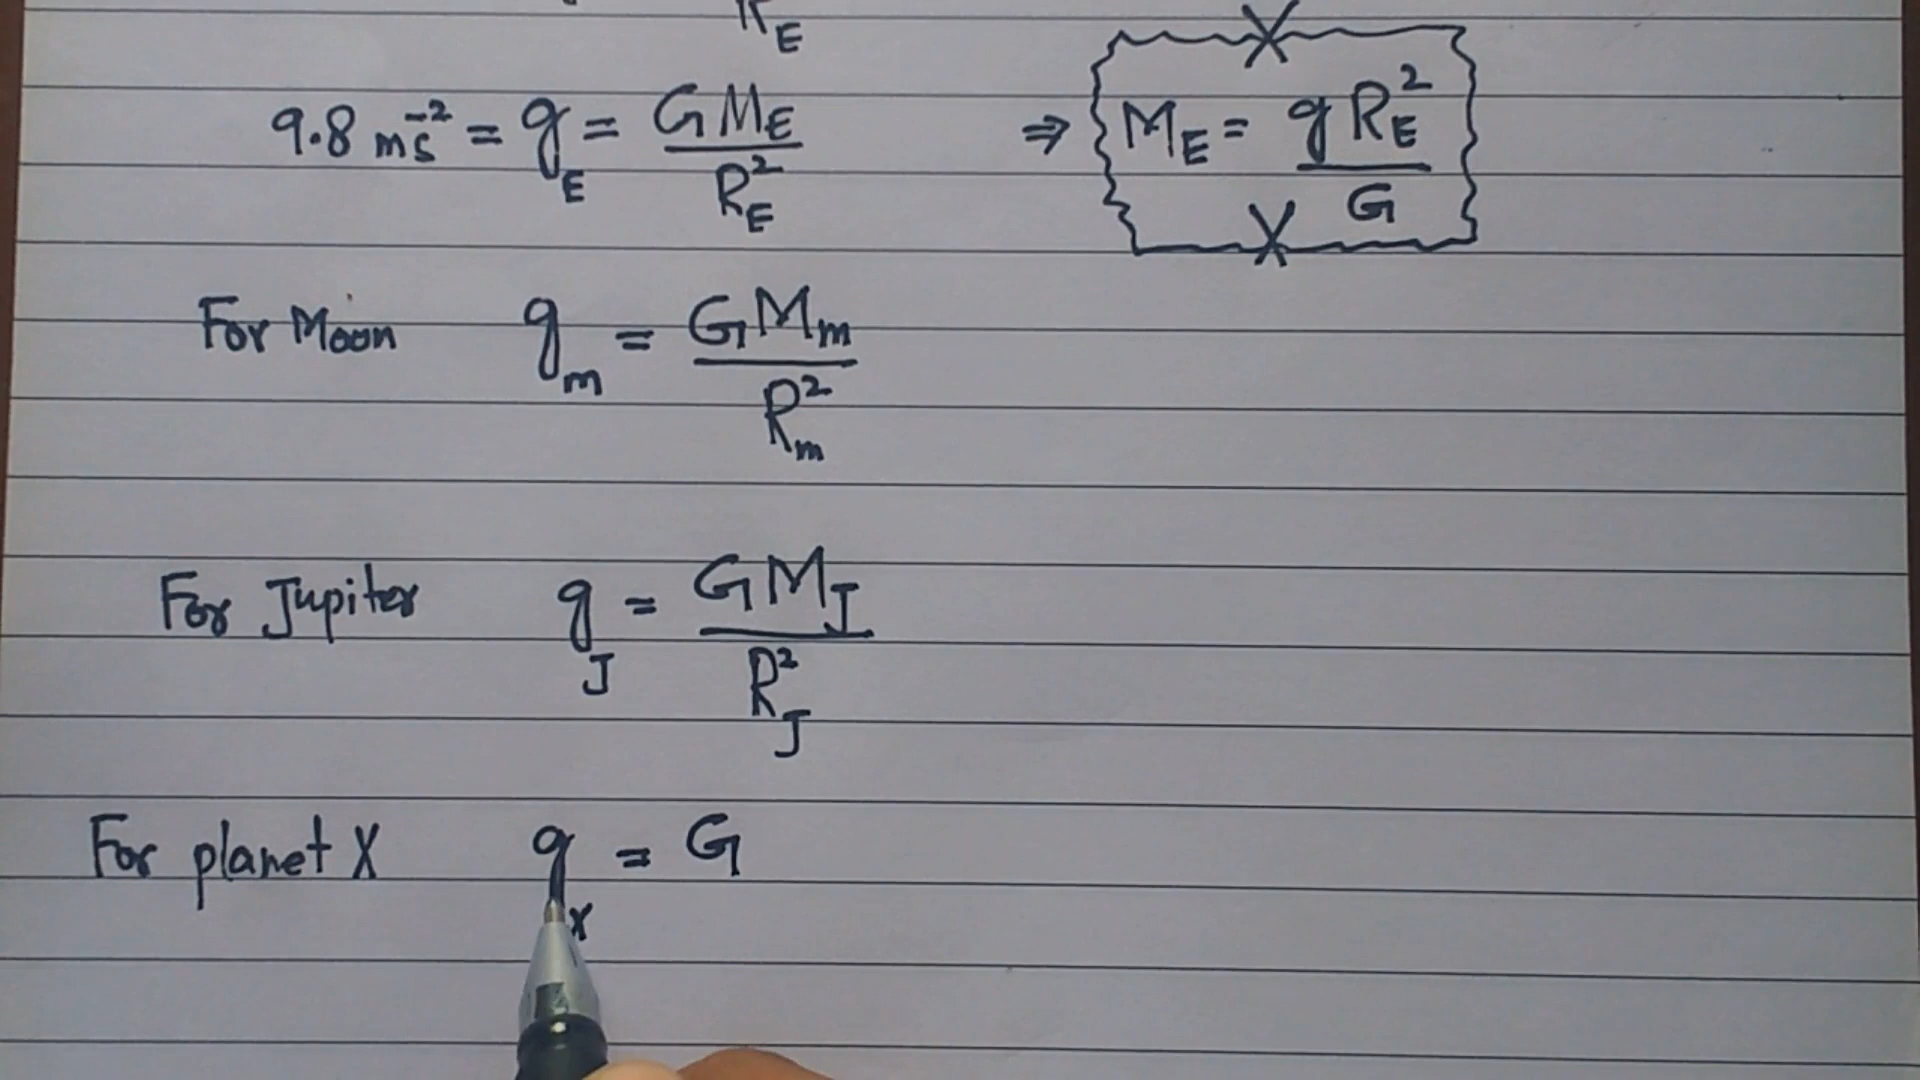 R_E
9.8 ms⁻² = g_E = GM_E / R_E² ⇒ M_E = gR_E² / G
For Moon g_m = GM_m / R_m²
For Jupiter g_J = GM_J / R_J²
For planet X g_x = G